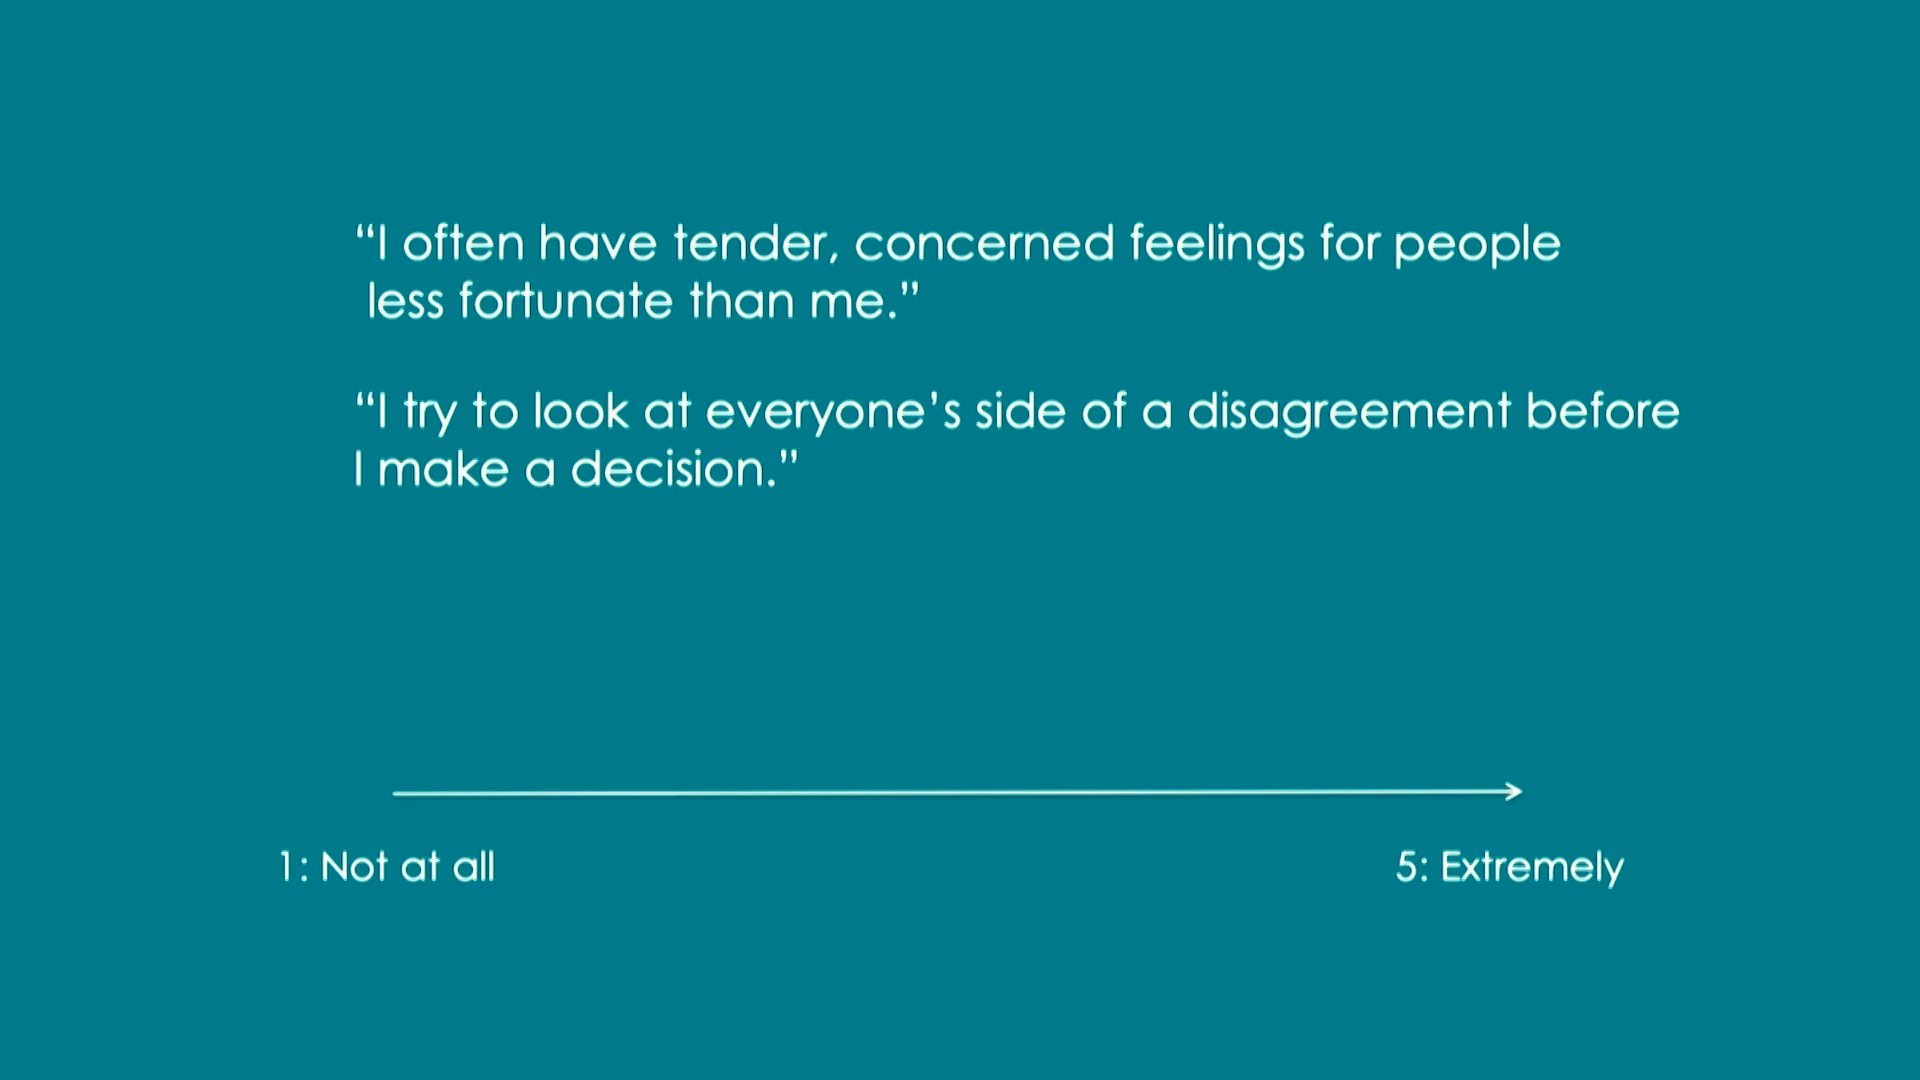 “I often have tender, concerned feelings for people
less fortunate than me.”
“I try to look at everyone’s side of a disagreement before
I make a decision.”
1: Not at all
5: Extremely